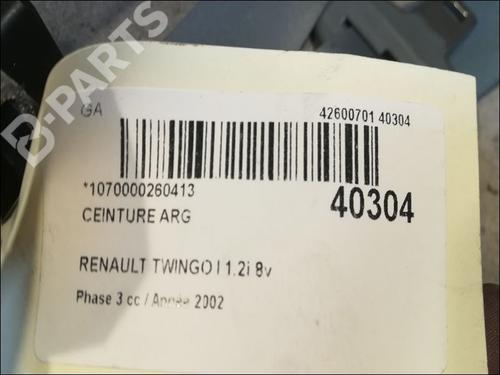 D-PARTS
GA
42600701 40304
*1070000260413
40304
CEINTURE ARG
RENAULT TWINGO I 1.2i 8v
Phase 3 cc / Année 2002